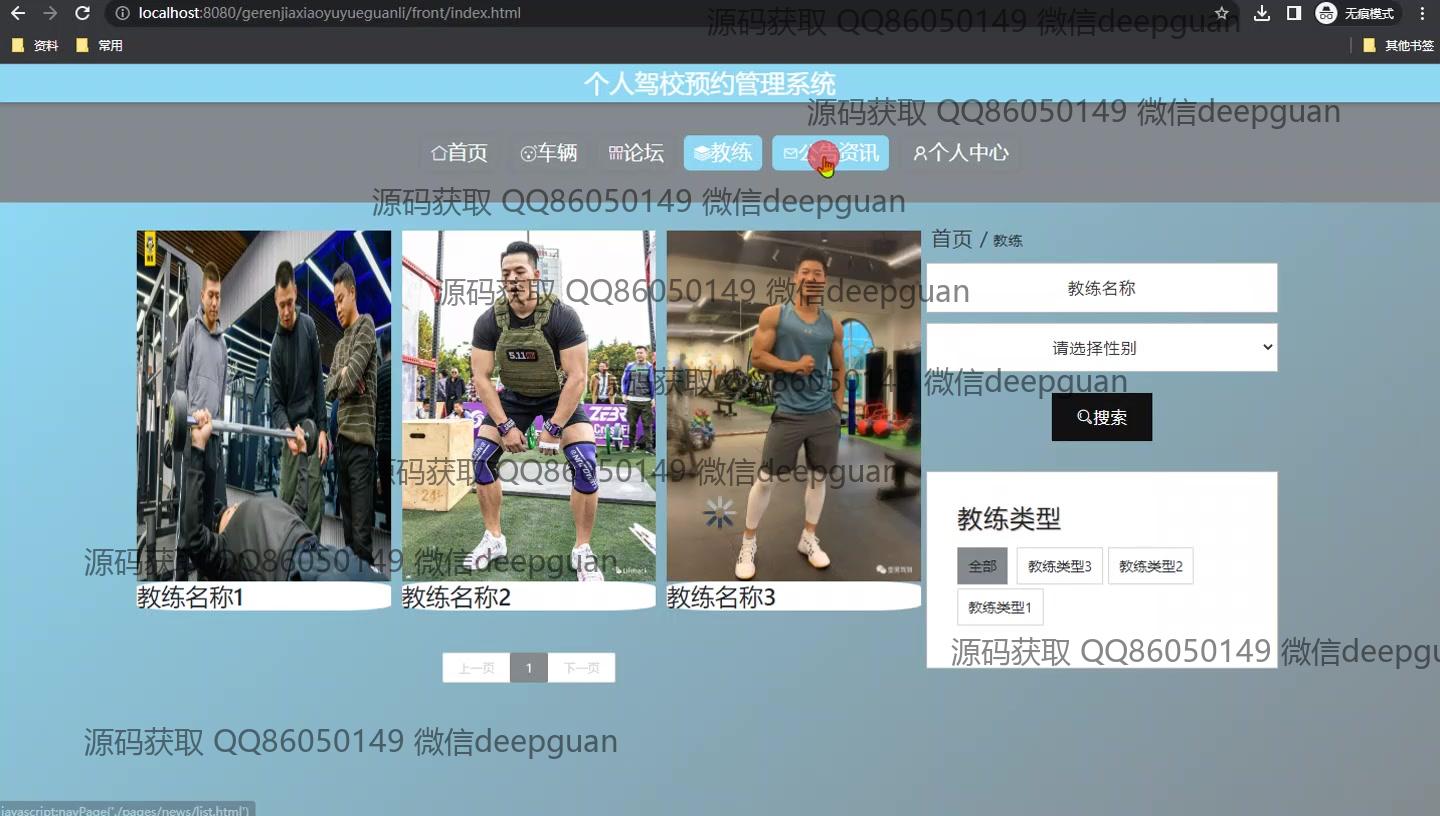 localhost:8080/gerenjiaxiaoyuyueguanli/front/index.html
无痕模式
资料
常用
其他书签
源码获取 QQ86050149 微信deepguan
个人驾校预约管理系统
源码获取 QQ86050149 微信deepguan
首页
车辆
论坛
教练
公告资讯
个人中心
源码获取 QQ86050149 微信deepguan
首页 / 教练
教练名称
源码获取 QQ86050149 微信deepguan
请选择性别
5.11
源码获取 QQ86050149 微信deepguan
搜索
源码获取 QQ86050149 微信deepguan
教练类型
全部
教练类型3
教练类型2
教练类型1
源码获取 QQ86050149 微信deepguan
教练名称1
教练名称2
教练名称3
源码获取 QQ86050149 微信deepgu
上一页
1
下一页
源码获取 QQ86050149 微信deepguan
javascript:navPage('./pages/news/list.html')